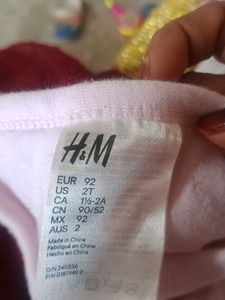 H&M
EUR 92
US 2T
CA 1½-2A
CN 90/52
MX 92
AUS 2
Made in China
Fabriqué en Chine
Hecho en China
O/N 240336